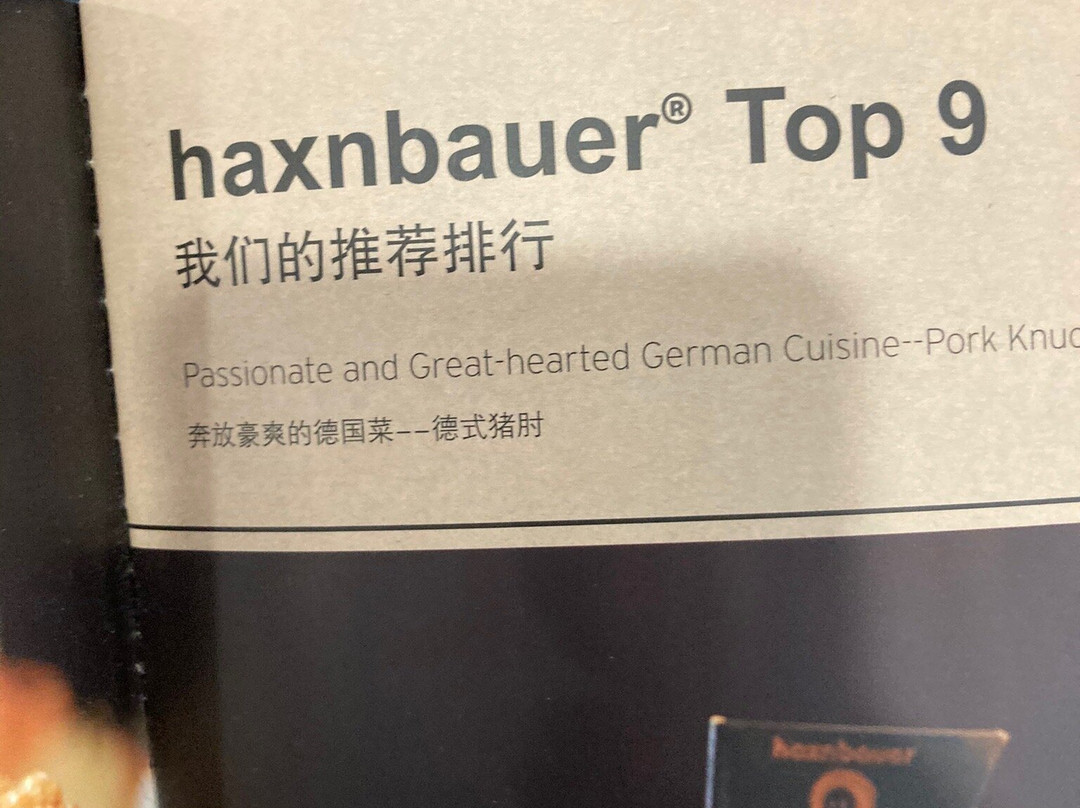 haxnbauer® Top 9
我们的推荐排行
Passionate and Great-hearted German Cuisine--Pork Knuc
奔放豪爽的德国菜--德式猪肘
haxnbauer